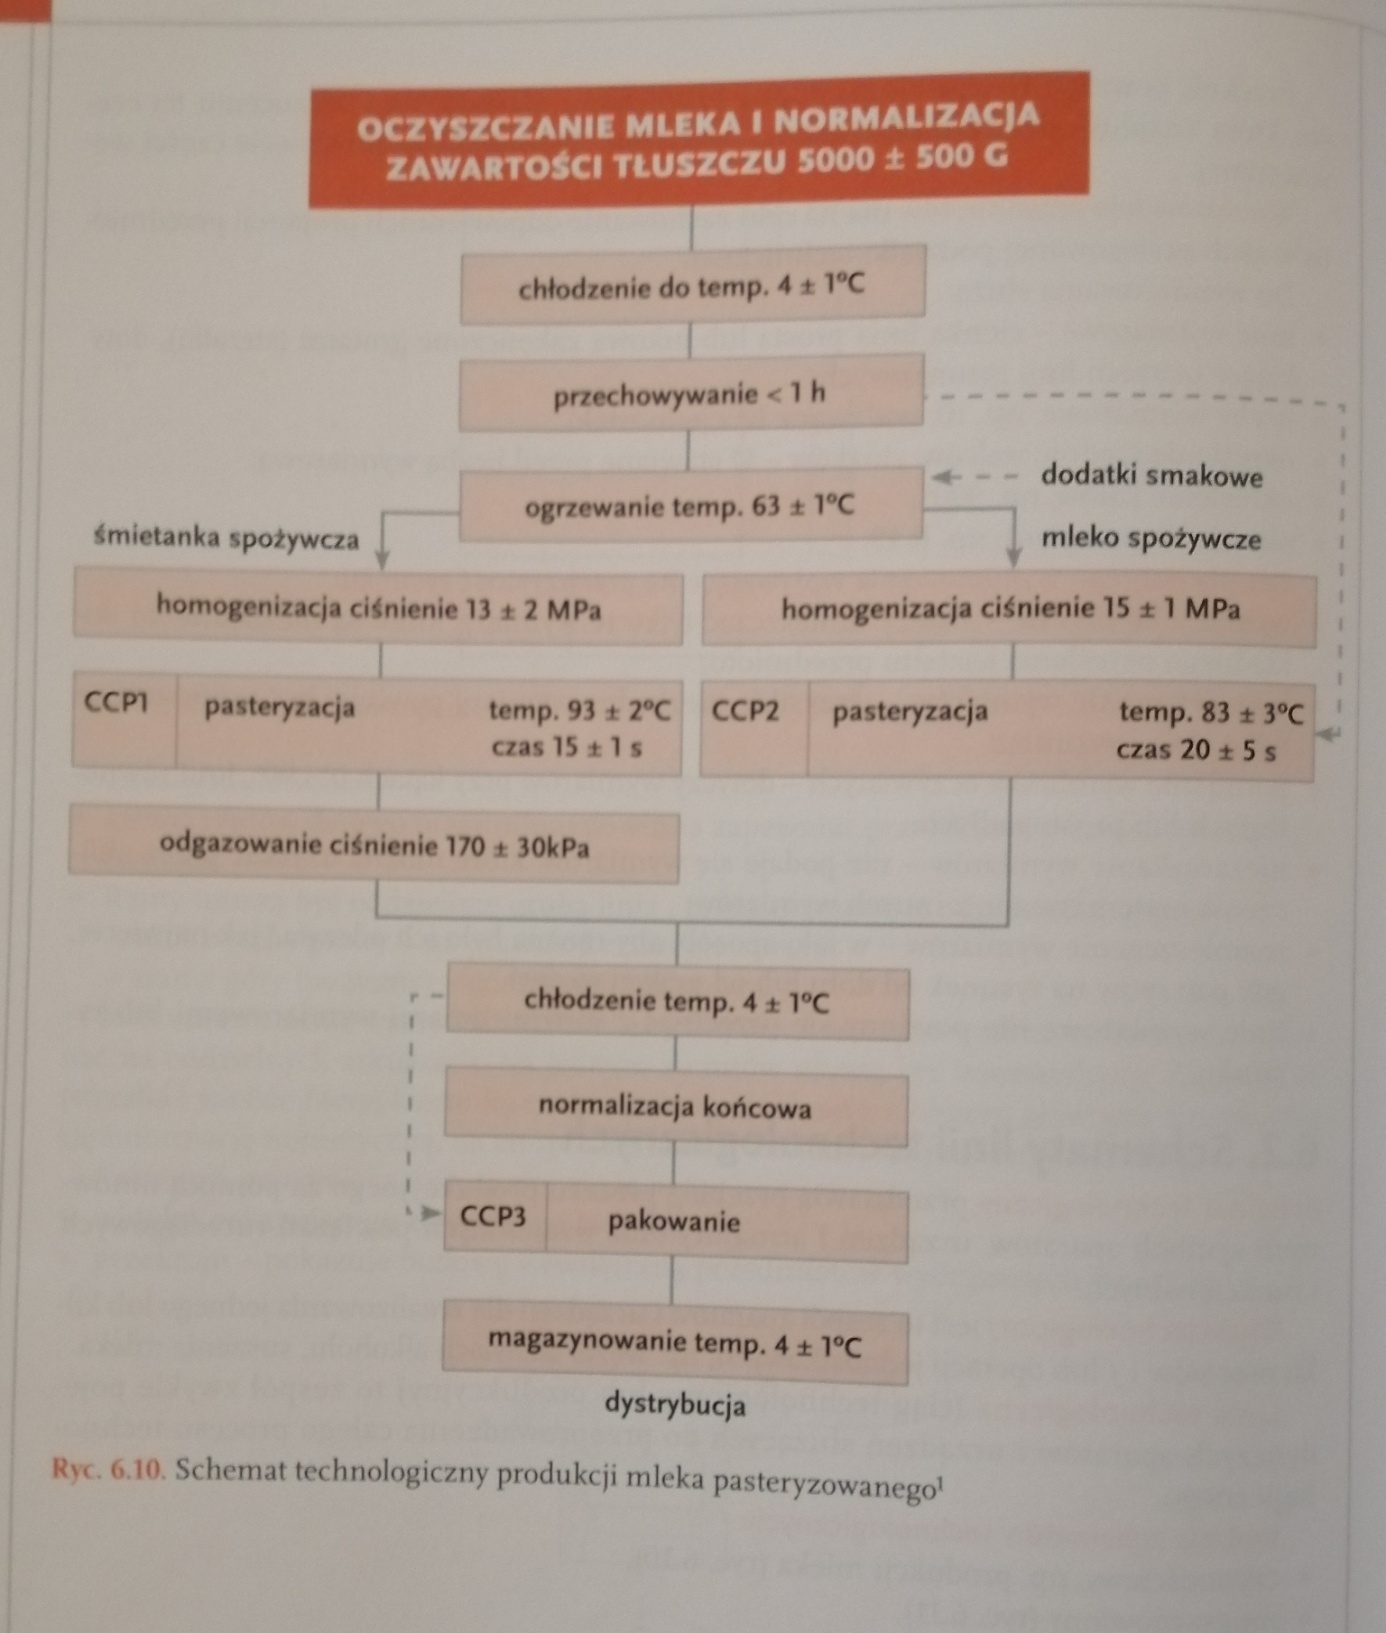 OCZYSZCZANIE MLEKA I NORMALIZACJA
ZAWARTOŚCI TŁUSZCZU 5000 ± 500 G
chłodzenie do temp. 4 ± 1°C
przechowywanie < 1 h
ogrzewanie temp. 63 ± 1°C
dodatki smakowe
śmietanka spożywcza
mleko spożywcze
homogenizacja ciśnienie 13 ± 2 MPa
homogenizacja ciśnienie 15 ± 1 MPa
CCP1 pasteryzacja temp. 93 ± 2°C
czas 15 ± 1 s
CCP2 pasteryzacja temp. 83 ± 3°C
czas 20 ± 5 s
odgazowanie ciśnienie 170 ± 30kPa
chłodzenie temp. 4 ± 1°C
normalizacja końcowa
CCP3 pakowanie
magazynowanie temp. 4 ± 1°C
dystrybucja
Ryc. 6.10. Schemat technologiczny produkcji mleka pasteryzowanego¹